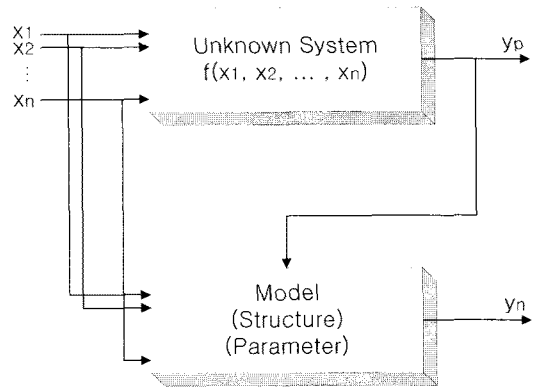 x1
x2
⋮
xn
Unknown System
f(x1, x2, ... , xn)
yp
Model
(Structure)
(Parameter)
yn